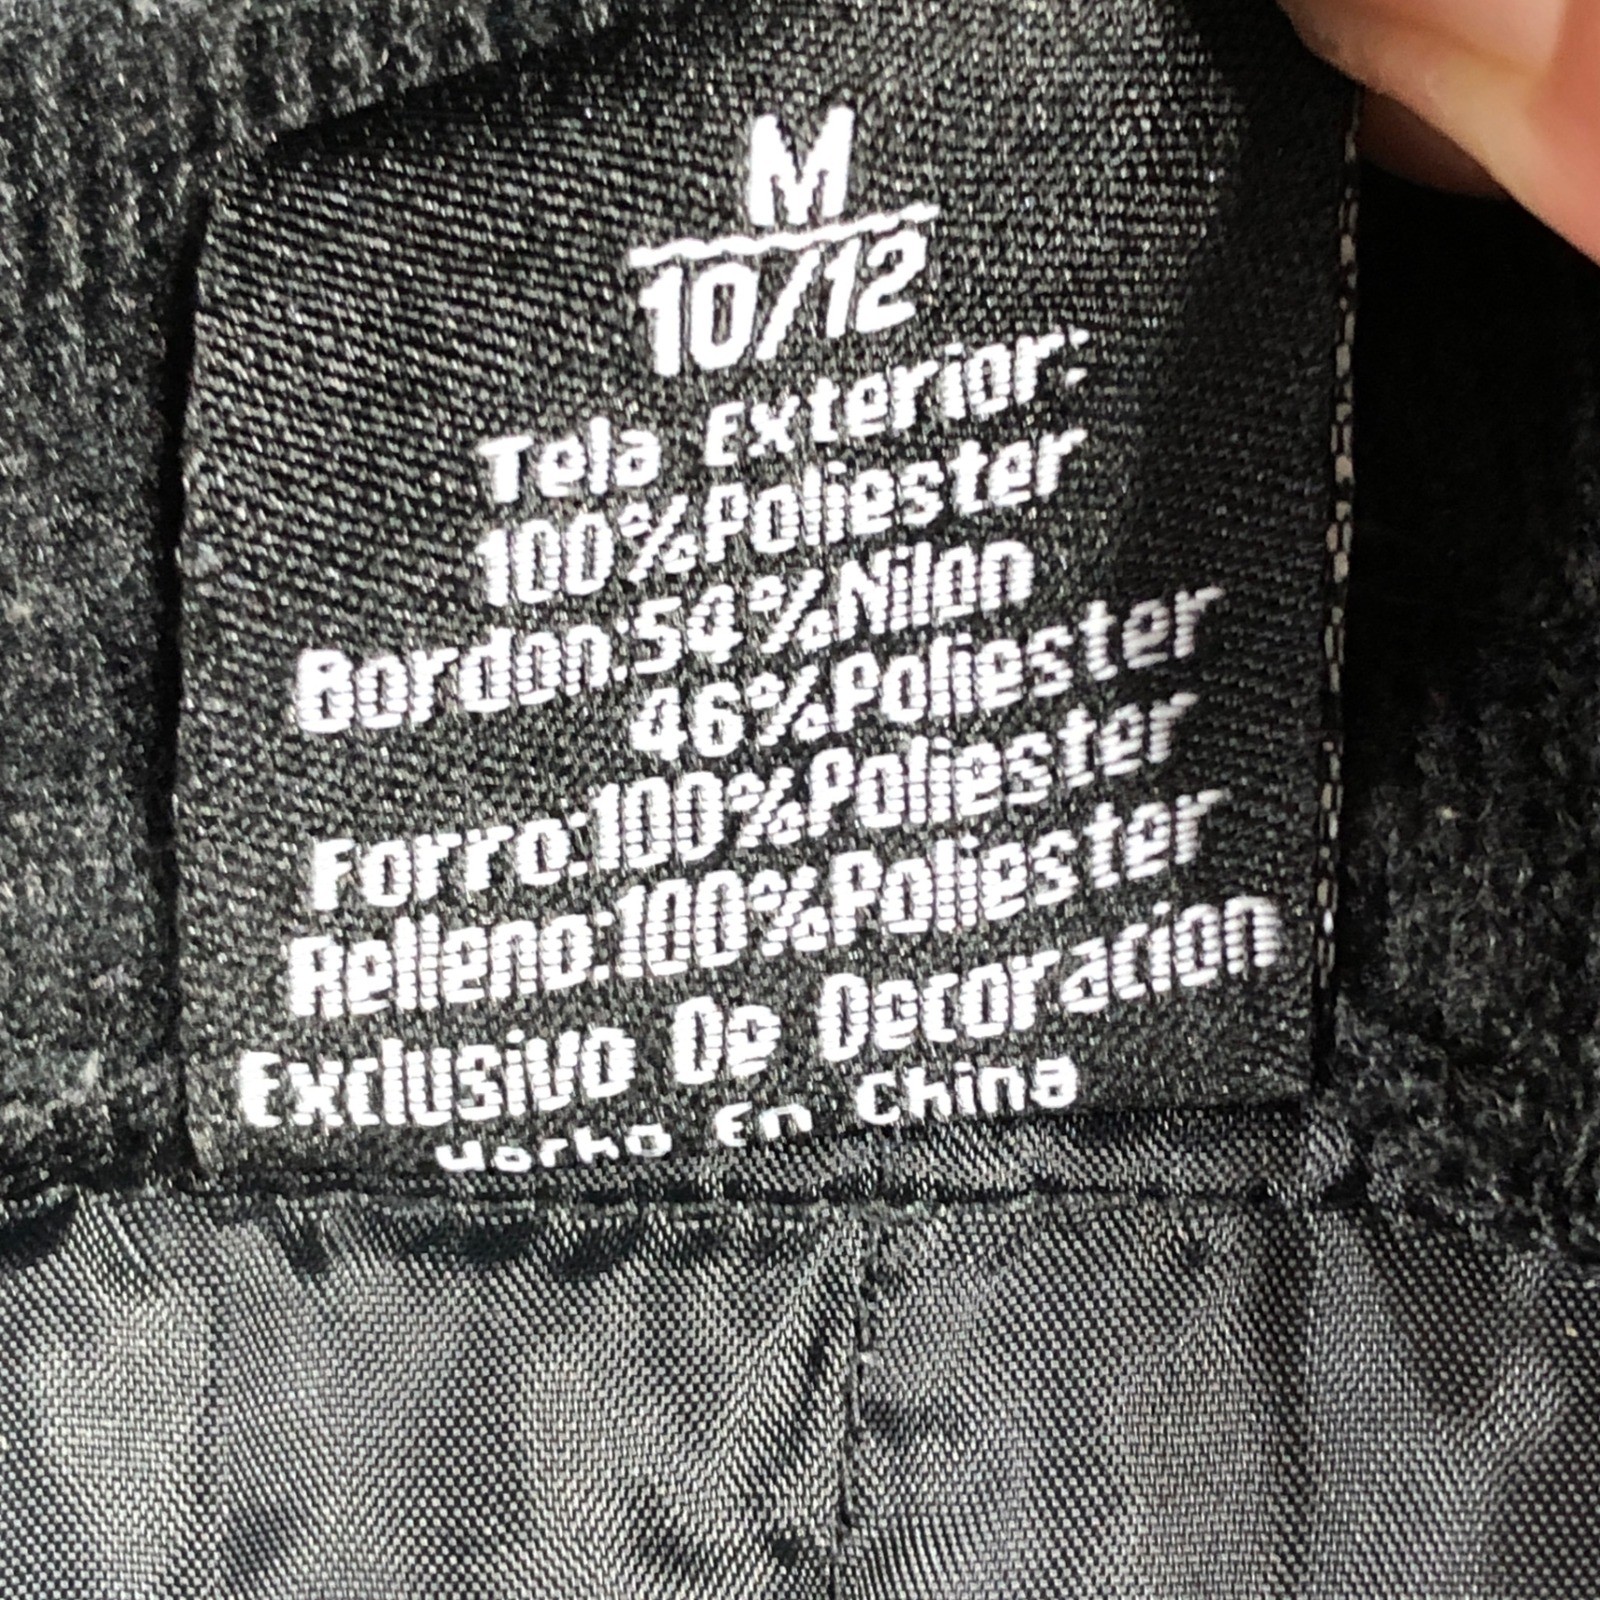 M
10/12
Tela Exterior:
100%Poliester
Bordon:54%Nilon
46%Poliester
Forro:100%Poliester
Relleno:100%Poliester
Exclusivo De Decoracion
En China